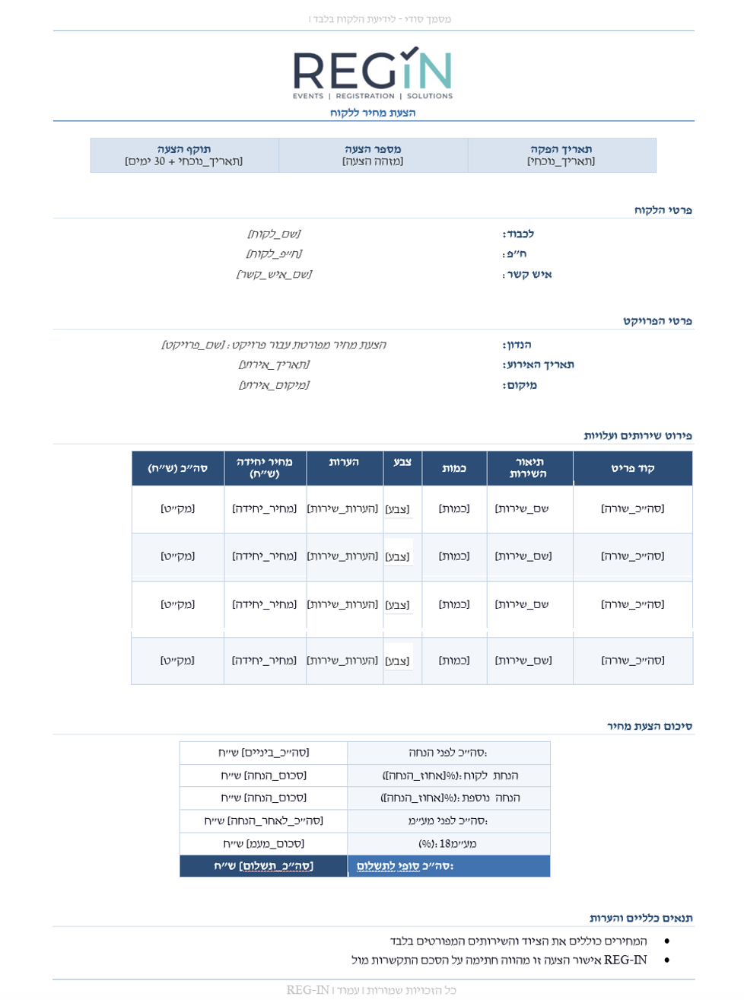 מסמך סודי - לידיעת הלקוח בלבד |
REGIN
EVENTS | REGISTRATION | SOLUTIONS
הצעת מחיר ללקוח
תאריך הפקה מספר הצעה תוקף הצעה
[תאריך_נוכחי] [מזהה הצעה] [תאריך_נוכחי + 30 ימים]
פרטי הלקוח
לכבוד: [שם_לקוח]
ח״פ: [ח״פ_לקוח]
איש קשר: [שם_איש_קשר]
פרטי הפרויקט
הנדון: הצעת מחיר מפורטת עבור פרויקט: [שם_פרויקט]
תאריך האירוע: [תאריך_אירוע]
מיקום: [מיקום_אירוע]
פירוט שירותים ועלויות
קוד פריט תיאור השירות כמות צבע הערות מחיר יחידה (ש״ח) סה״כ (ש״ח)
[סה״כ_שורה] שם_שירות] [כמות] [צבע] [הערות_שירות] [מחיר_יחידה] [מק״ט]
[סה״כ_שורה] [שם_שירות] [כמות] [צבע] [הערות_שירות] [מחיר_יחידה] [מק״ט]
[סה״כ_שורה] שם_שירות] [כמות] [צבע] [הערות_שירות] [מחיר_יחידה] [מק״ט]
[סה״כ_שורה] [שם_שירות] [כמות] [צבע] [הערות_שירות] [מחיר_יחידה] [מק״ט]
סיכום הצעת מחיר
:סה״כ לפני הנחה [סה״כ_ביניים] ש״ח
הנחת לקוח:(%[אחוז_הנחה]) [סכום_הנחה] ש״ח
הנחה נוספת:(%[אחוז_הנחה]) [סכום_הנחה] ש״ח
:סה״כ לפני מע״מ [סה״כ_לאחר_הנחה] ש״ח
מע״מ18:(%) [סכום_מעמ] ש״ח
:סה״כ סופי לתשלום [סה״כ_תשלום] ש״ח
תנאים כלליים והערות
• המחירים כוללים את הציוד והשירותים המפורטים בלבד
• REG-IN אישור הצעה זו מהווה חתימה על הסכם התקשרות מול
כל הזכויות שמורות | עמוד | REG-IN